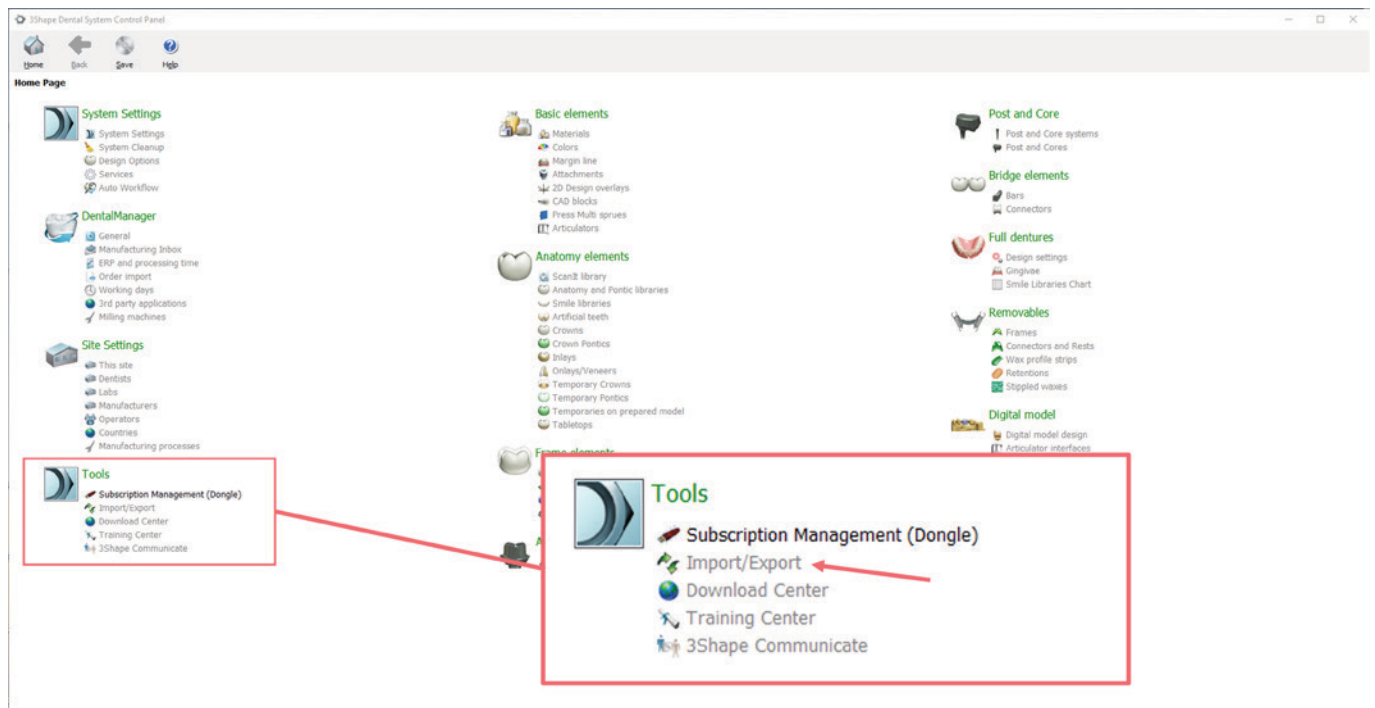 3Shape Dental System Control Panel
Home
Back
Save
Help
Home Page
System Settings
System Settings
System Cleanup
Design Options
Services
Auto Workflow
DentalManager
General
Manufacturing Inbox
ERP and processing time
Order import
Working days
3rd party applications
Milling machines
Site Settings
This site
Dentists
Labs
Manufacturers
Operators
Countries
Manufacturing processes
Tools
Subscription Management (Dongle)
Import/Export
Download Center
Training Center
3Shape Communicate
Basic elements
Materials
Colors
Margin line
Attachments
2D Design overlays
CAD blocks
Press Multi sprues
Articulators
Anatomy elements
ScanIt library
Anatomy and Pontic libraries
Smile libraries
Artificial teeth
Crowns
Crown Pontics
Inlays
Onlays/Veneers
Temporary Crowns
Temporary Pontics
Temporaries on prepared model
Tabletops
Frame elements
Post and Core
Post and Core systems
Post and Cores
Bridge elements
Bars
Connectors
Full dentures
Design settings
Gingivae
Smile Libraries Chart
Removables
Frames
Connectors and Rests
Wax profile strips
Retentions
Stippled waxes
Digital model
Digital model design
Articulator interfaces
Tools
Subscription Management (Dongle)
Import/Export
Download Center
Training Center
3Shape Communicate